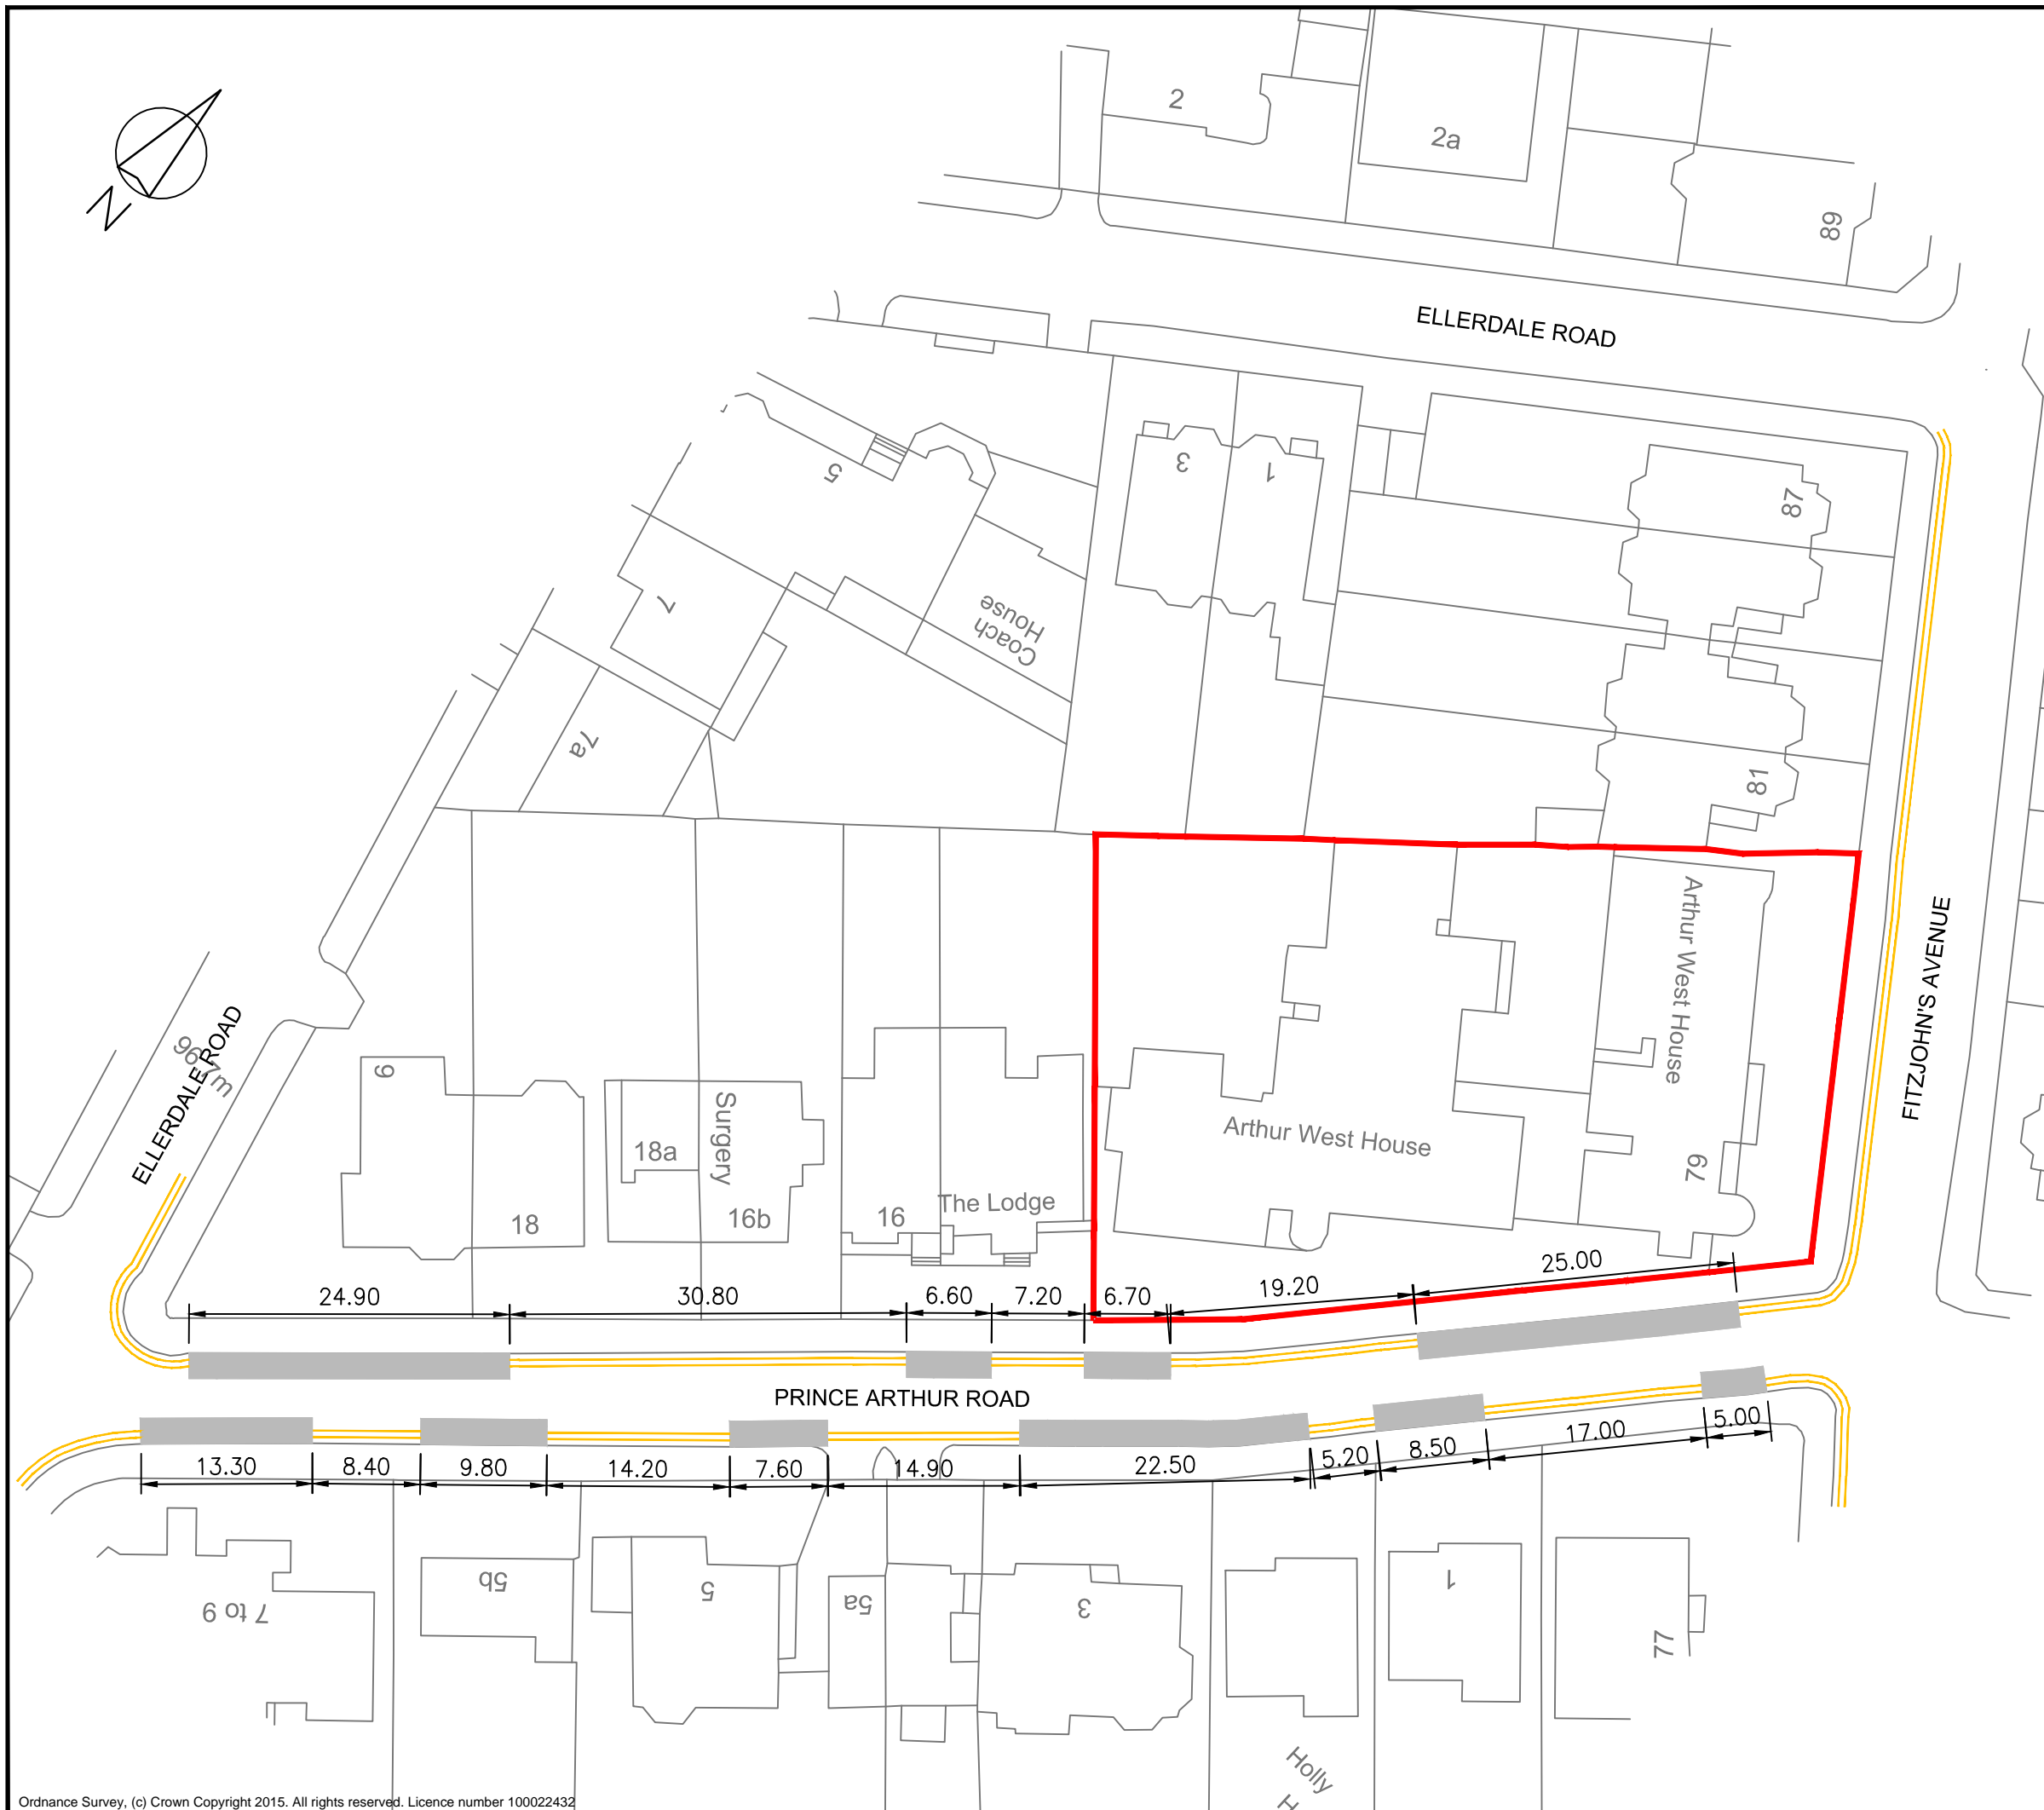 2
2a
89
N
ELLERDALE ROAD
5
3
1
87
7
Coach
House
7a
81
Arthur West House
FITZJOHN'S AVENUE
96.7m
ELLERDALE ROAD
9
18a
Surgery
Arthur West House
79
18
16b
16
The Lodge
24.90
30.80
6.60
7.20
6.70
19.20
25.00
PRINCE ARTHUR ROAD
13.30
8.40
9.80
14.20
7.60
14.90
22.50
5.20
8.50
17.00
5.00
7 to 9
5b
5
5a
3
1
77
Holly
H
Ordnance Survey, (c) Crown Copyright 2015. All rights reserved. Licence number 100022432